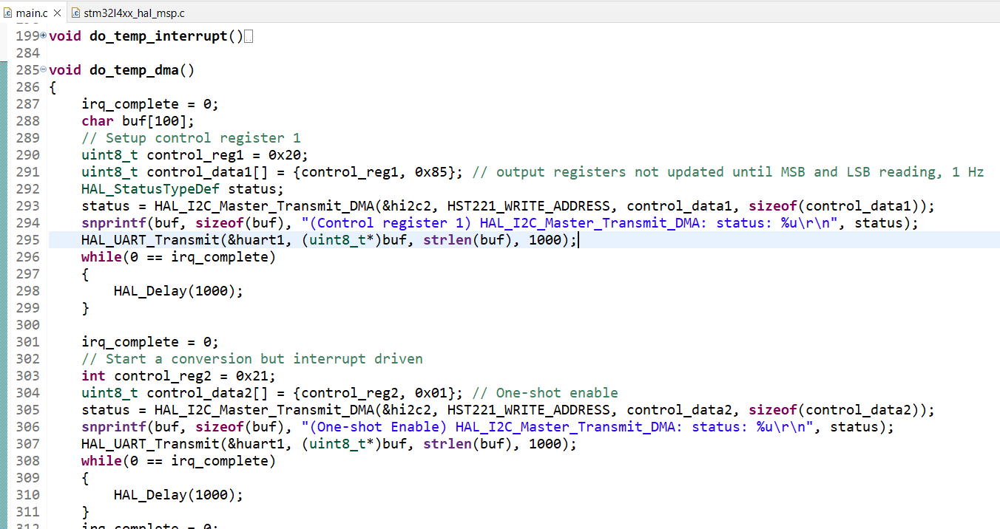 main.c stm32l4xx_hal_msp.c
199 void do_temp_interrupt()
284
285 void do_temp_dma()
286 {
287 irq_complete = 0;
288 char buf[100];
289 // Setup control register 1
290 uint8_t control_reg1 = 0x20;
291 uint8_t control_data1[] = {control_reg1, 0x85}; // output registers not updated until MSB and LSB reading, 1 Hz
292 HAL_StatusTypeDef status;
293 status = HAL_I2C_Master_Transmit_DMA(&hi2c2, HST221_WRITE_ADDRESS, control_data1, sizeof(control_data1));
294 snprintf(buf, sizeof(buf), "(Control register 1) HAL_I2C_Master_Transmit_DMA: status: %u\r\n", status);
295 HAL_UART_Transmit(&huart1, (uint8_t*)buf, strlen(buf), 1000);
296 while(0 == irq_complete)
297 {
298 HAL_Delay(1000);
299 }
300
301 irq_complete = 0;
302 // Start a conversion but interrupt driven
303 int control_reg2 = 0x21;
304 uint8_t control_data2[] = {control_reg2, 0x01}; // One-shot enable
305 status = HAL_I2C_Master_Transmit_DMA(&hi2c2, HST221_WRITE_ADDRESS, control_data2, sizeof(control_data2));
306 snprintf(buf, sizeof(buf), "(One-shot Enable) HAL_I2C_Master_Transmit_DMA: status: %u\r\n", status);
307 HAL_UART_Transmit(&huart1, (uint8_t*)buf, strlen(buf), 1000);
308 while(0 == irq_complete)
309 {
310 HAL_Delay(1000);
311 }
312 irq_complete = 0;